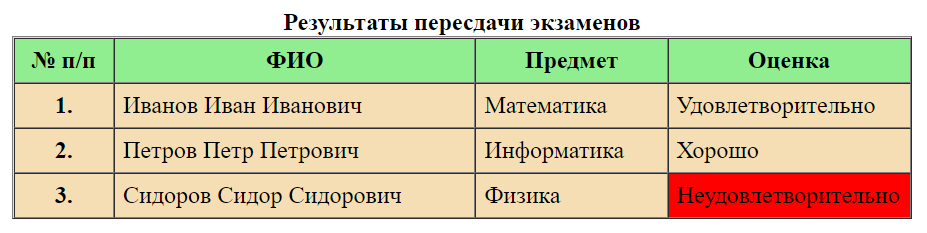 Результаты пересдачи экзаменов
№ п/п ФИО Предмет Оценка
1. Иванов Иван Иванович Математика Удовлетворительно
2. Петров Петр Петрович Информатика Хорошо
3. Сидоров Сидор Сидорович Физика Неудовлетворительно